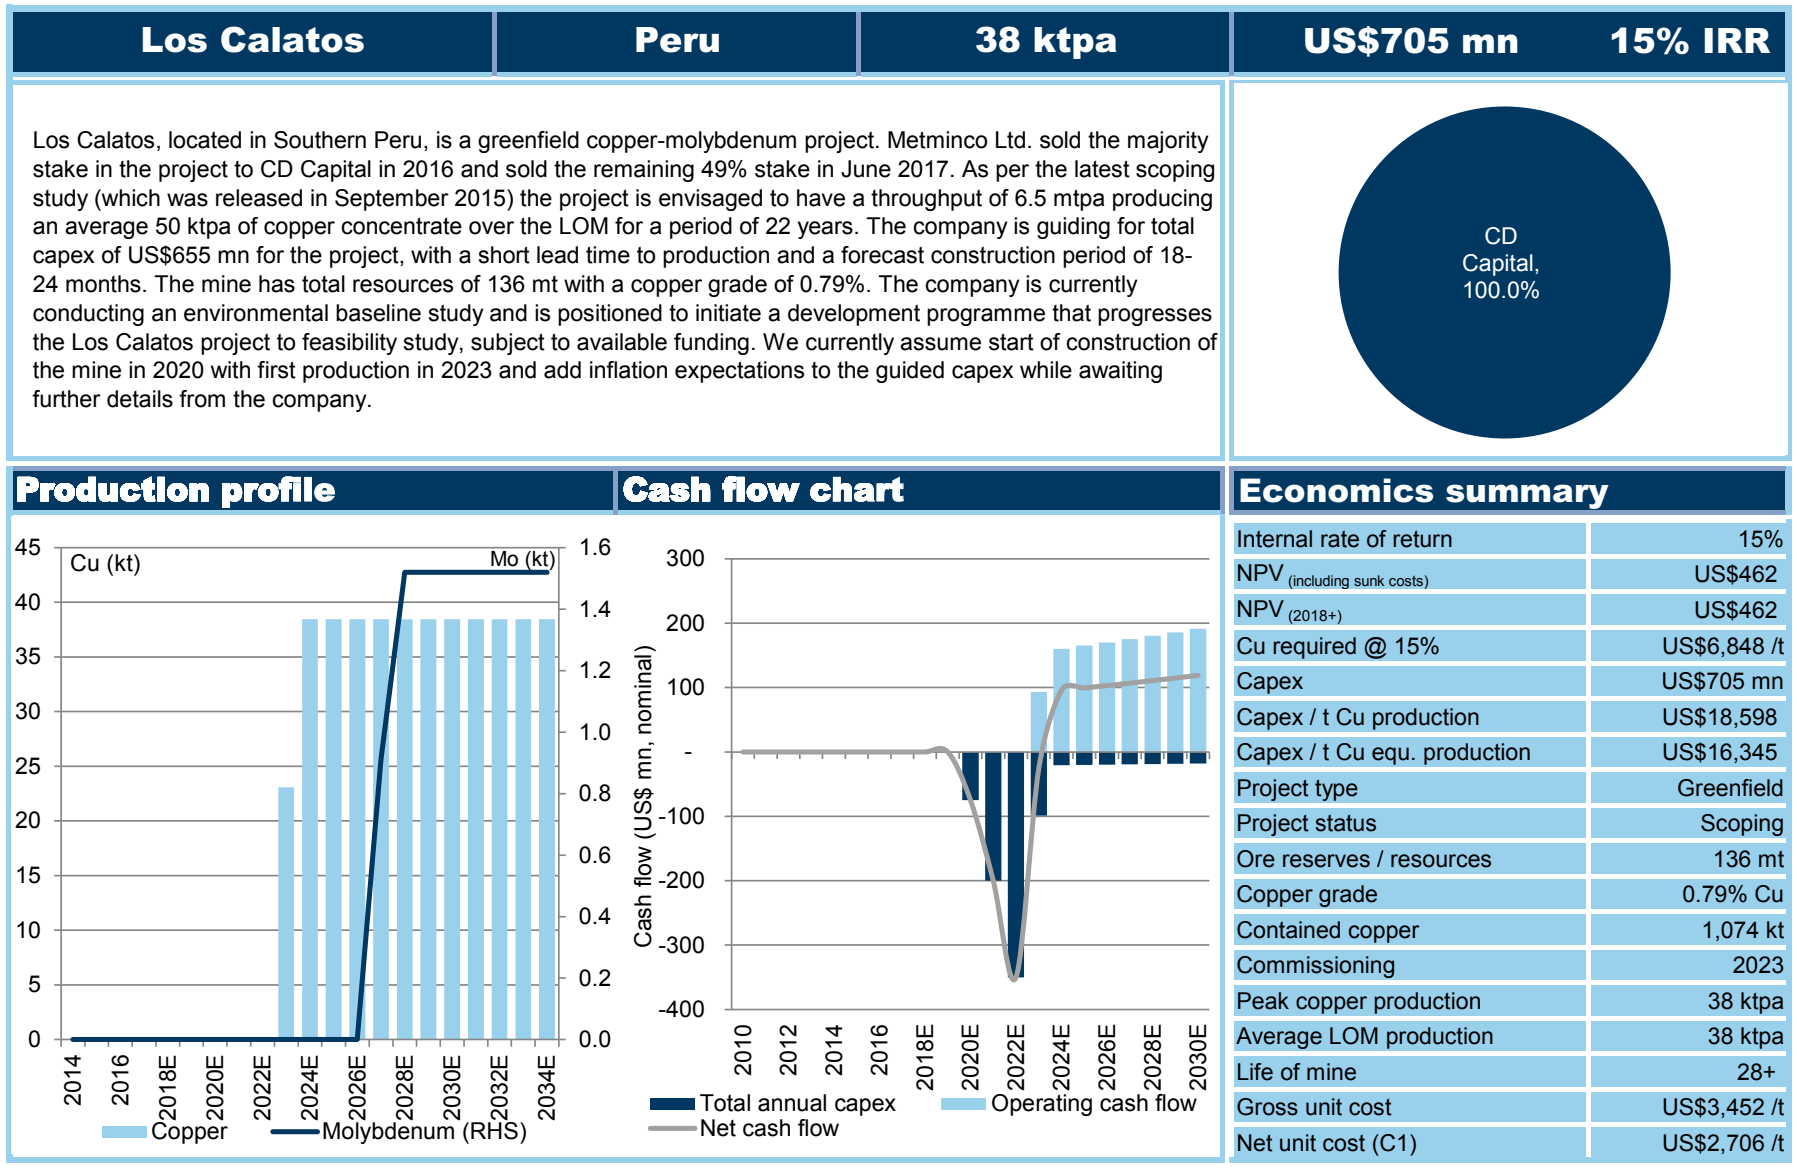 Los Calatos
Peru
38 ktpa
US$705 mn
15% IRR
Los Calatos, located in Southern Peru, is a greenfield copper-molybdenum project. Metminco Ltd. sold the majority
stake in the project to CD Capital in 2016 and sold the remaining 49% stake in June 2017. As per the latest scoping
study (which was released in September 2015) the project is envisaged to have a throughput of 6.5 mtpa producing
an average 50 ktpa of copper concentrate over the LOM for a period of 22 years. The company is guiding for total
capex of US$655 mn for the project, with a short lead time to production and a forecast construction period of 18-
24 months. The mine has total resources of 136 mt with a copper grade of 0.79%. The company is currently
conducting an environmental baseline study and is positioned to initiate a development programme that progresses
the Los Calatos project to feasibility study, subject to available funding. We currently assume start of construction of
the mine in 2020 with first production in 2023 and add inflation expectations to the guided capex while awaiting
further details from the company.
CD
Capital,
100.0%
Production profile
Cu (kt)
Mo (kt)
45
40
35
30
25
20
15
10
5
0
1.6
1.4
1.2
1.0
0.8
0.6
0.4
0.2
0.0
2014
2016
2018E
2020E
2022E
2024E
2026E
2028E
2030E
2032E
2034E
Copper
Molybdenum (RHS)
Cash flow chart
Cash flow (US$ mn, nominal)
300
200
100
-
-100
-200
-300
-400
2010
2012
2014
2016
2018E
2020E
2022E
2024E
2026E
2028E
2030E
Total annual capex
Operating cash flow
Net cash flow
Economics summary
Internal rate of return 15%
NPV (including sunk costs) US$462
NPV (2018+) US$462
Cu required @ 15% US$6,848 /t
Capex US$705 mn
Capex / t Cu production US$18,598
Capex / t Cu equ. production US$16,345
Project type Greenfield
Project status Scoping
Ore reserves / resources 136 mt
Copper grade 0.79% Cu
Contained copper 1,074 kt
Commissioning 2023
Peak copper production 38 ktpa
Average LOM production 38 ktpa
Life of mine 28+
Gross unit cost US$3,452 /t
Net unit cost (C1) US$2,706 /t